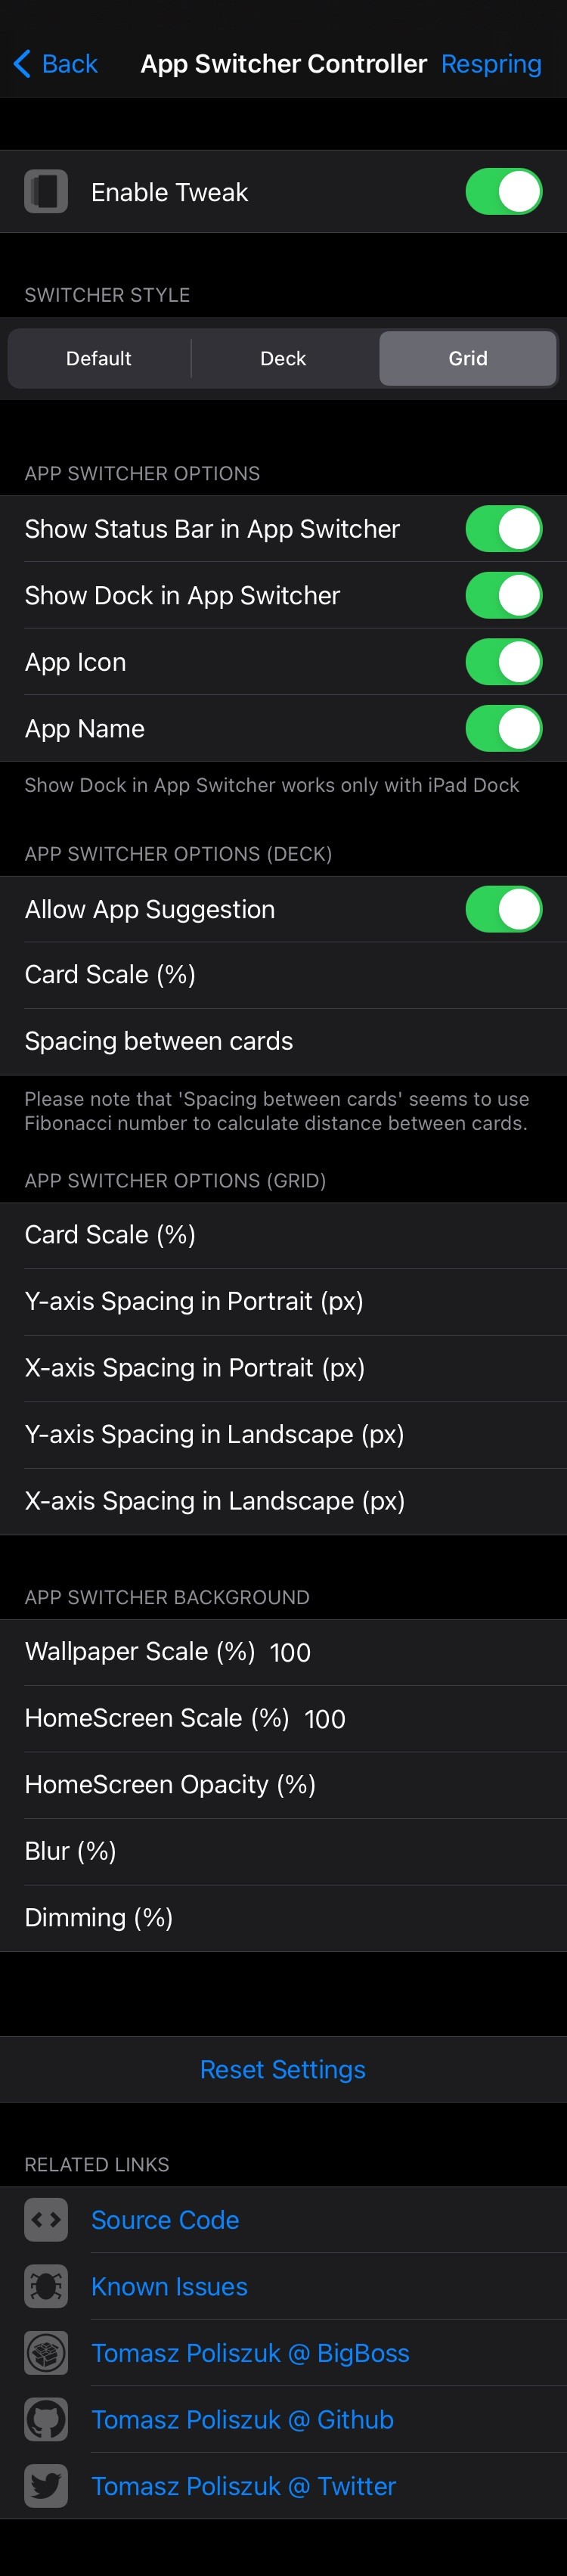 Back App Switcher Controller Respring
Enable Tweak
SWITCHER STYLE
Default Deck Grid
APP SWITCHER OPTIONS
Show Status Bar in App Switcher
Show Dock in App Switcher
App Icon
App Name
Show Dock in App Switcher works only with iPad Dock
APP SWITCHER OPTIONS (DECK)
Allow App Suggestion
Card Scale (%)
Spacing between cards
Please note that 'Spacing between cards' seems to use
Fibonacci number to calculate distance between cards.
APP SWITCHER OPTIONS (GRID)
Card Scale (%)
Y-axis Spacing in Portrait (px)
X-axis Spacing in Portrait (px)
Y-axis Spacing in Landscape (px)
X-axis Spacing in Landscape (px)
APP SWITCHER BACKGROUND
Wallpaper Scale (%) 100
HomeScreen Scale (%) 100
HomeScreen Opacity (%)
Blur (%)
Dimming (%)
Reset Settings
RELATED LINKS
Source Code
Known Issues
Tomasz Poliszuk @ BigBoss
Tomasz Poliszuk @ Github
Tomasz Poliszuk @ Twitter